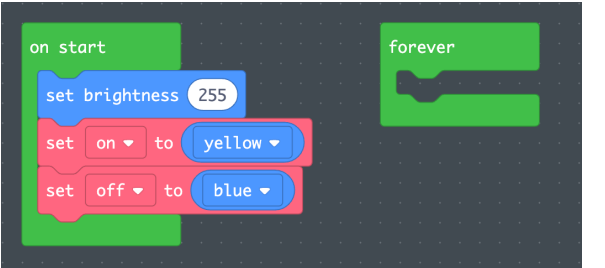 on start
set brightness 255
set on to yellow
set off to blue
forever